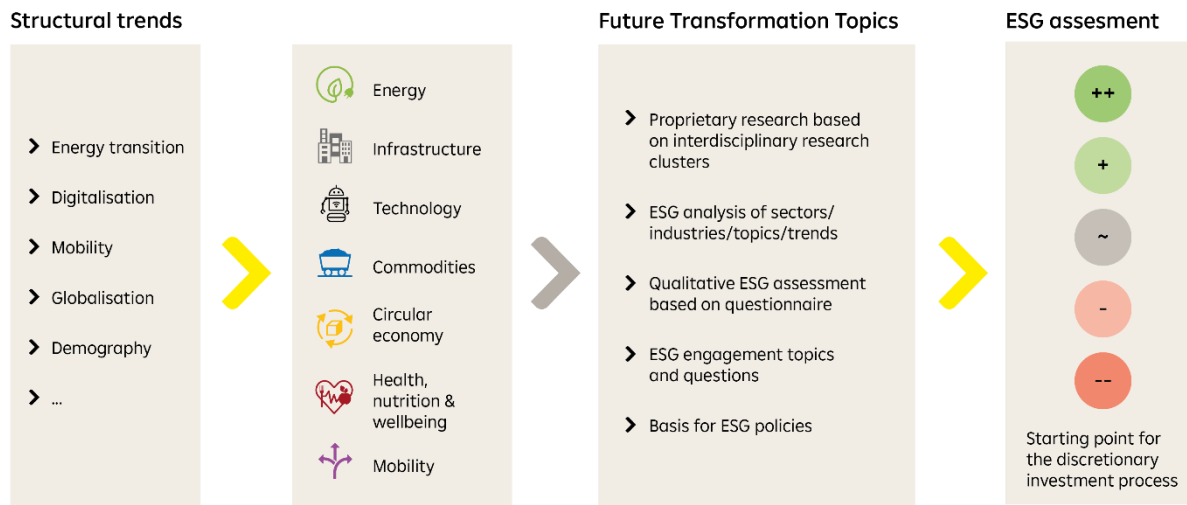 Structural trends
Energy transition
Digitalisation
Mobility
Globalisation
Demography
...
Energy
Infrastructure
Technology
Commodities
Circular
economy
Health,
nutrition &
wellbeing
Mobility
Future Transformation Topics
Proprietary research based
on interdisciplinary research
clusters
ESG analysis of sectors/
industries/topics/trends
Qualitative ESG assessment
based on questionnaire
ESG engagement topics
and questions
Basis for ESG policies
ESG assesment
++
+
~
-
--
Starting point for
the discretionary
investment process